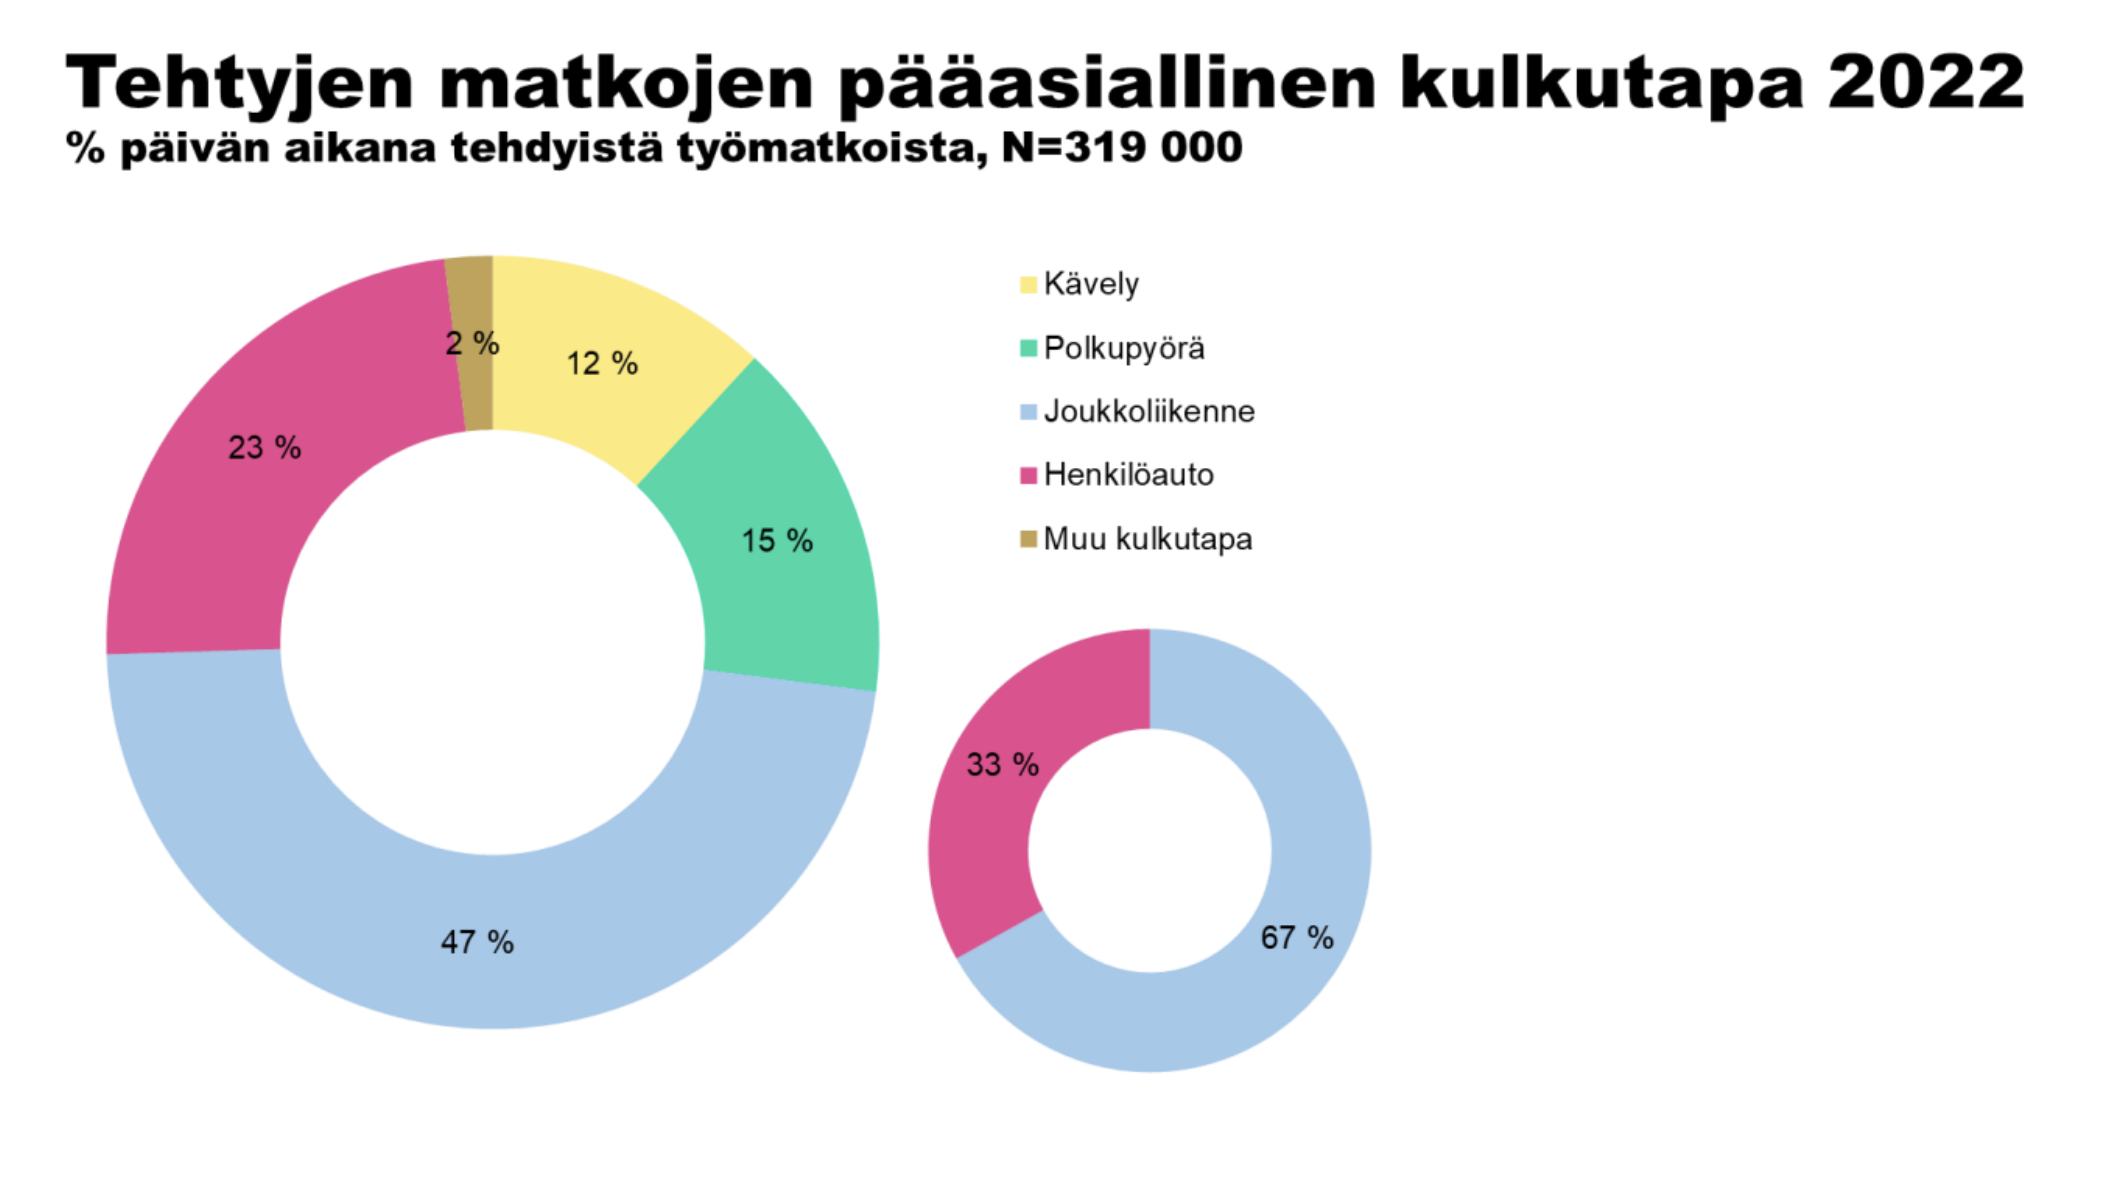 Tehtyjen matkojen pääasiallinen kulkutapa 2022
% päivän aikana tehdyistä työmatkoista, N=319 000
2 %
12 %
23 %
15 %
47 %
Kävely
Polkupyörä
Joukkoliikenne
Henkilöauto
Muu kulkutapa
33 %
67 %